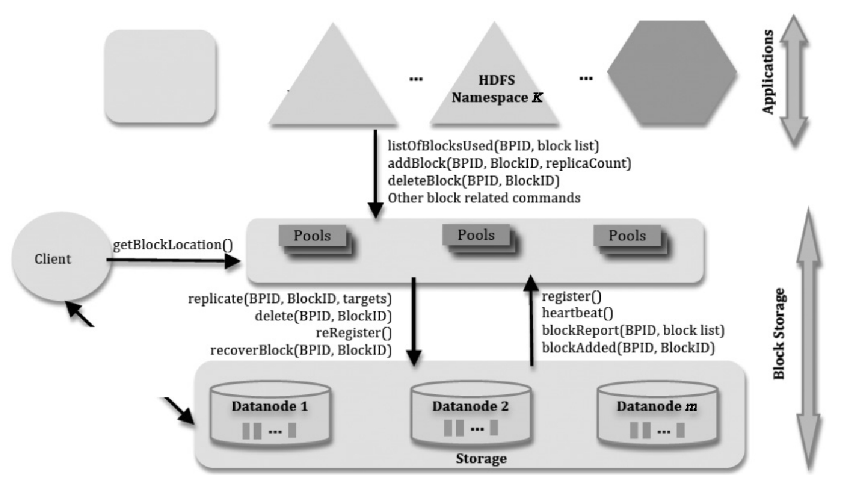 Applications
...
HDFS
Namespace K
...
listOfBlocksUsed(BPID, block list)
addBlock(BPID, BlockID, replicaCount)
deleteBlock(BPID, BlockID)
Other block related commands
Pools
Pools
Pools
Client
getBlockLocation()
replicate(BPID, BlockID, targets)
delete(BPID, BlockID)
reRegister()
recoverBlock(BPID, BlockID)
register()
heartbeat()
blockReport(BPID, block list)
blockAdded(BPID, BlockID)
Block Storage
Datanode 1
...
Datanode 2
...
Datanode m
...
Storage